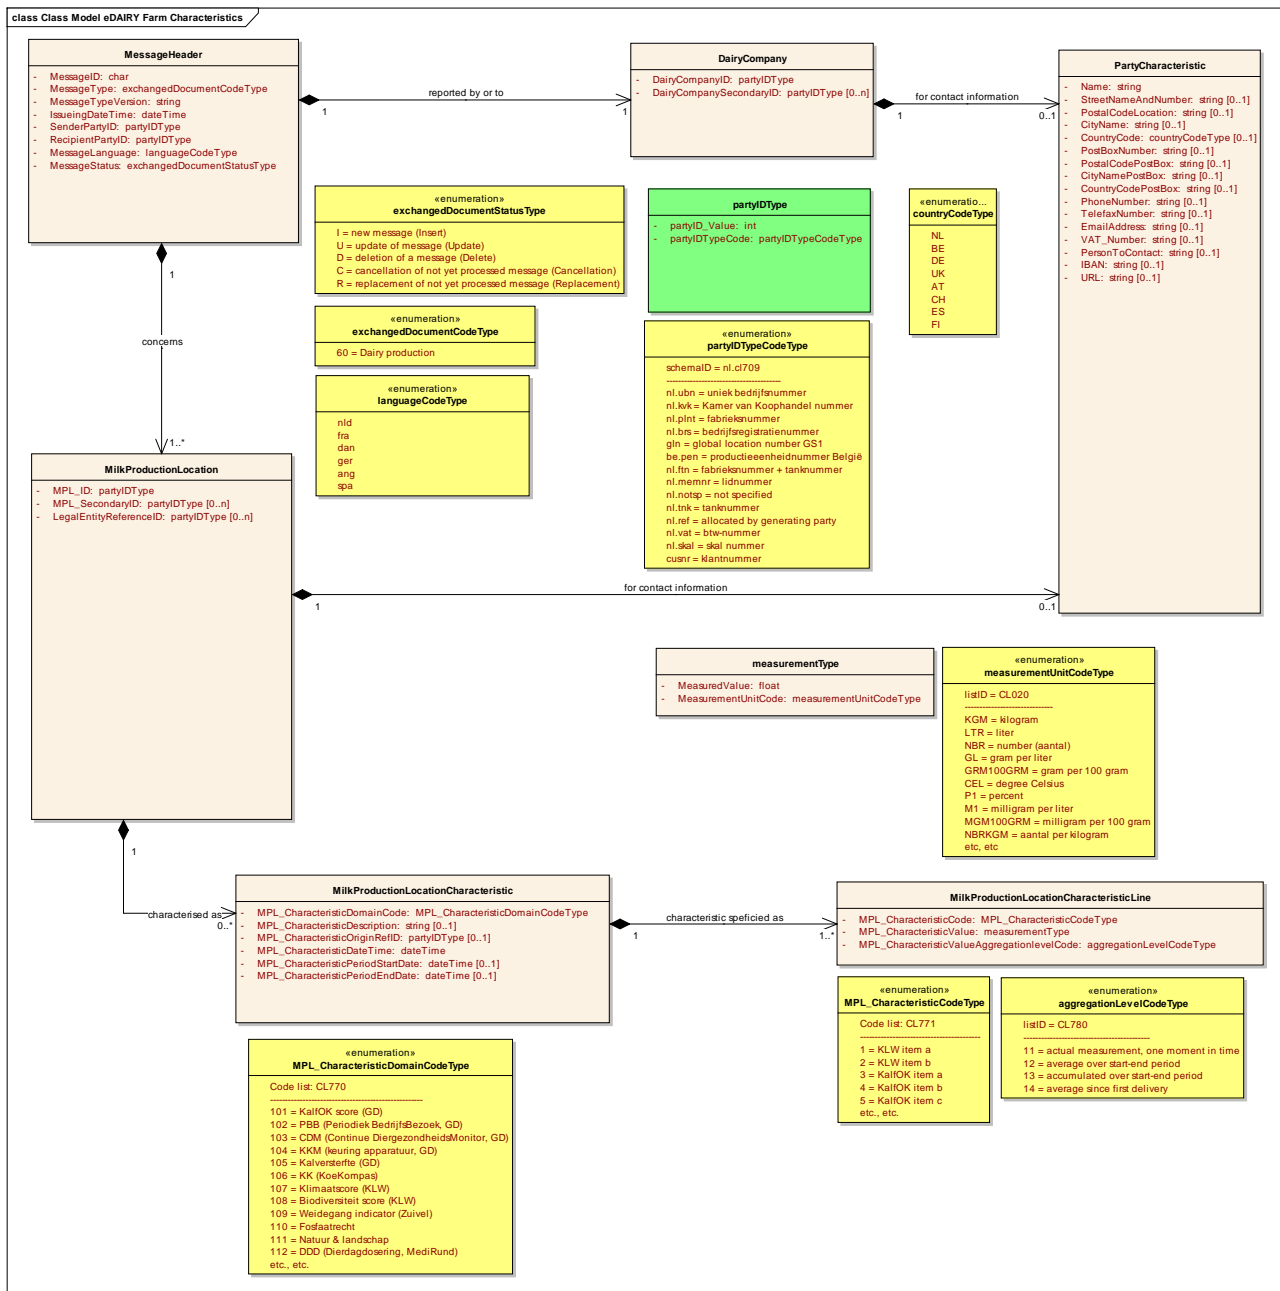 class Class Model eDAIRY Farm Characteristics
MessageHeader
- MessageID: char
- MessageType: exchangedDocumentCodeType
- MessageTypeVersion: string
- IssueingDateTime: dateTime
- SenderPartyID: partyIDType
- RecipientPartyID: partyIDType
- MessageLanguage: languageCodeType
- MessageStatus: exchangedDocumentStatusType
reported by or to
1
1
DairyCompany
- DairyCompanyID: partyIDType
- DairyCompanySecondaryID: partyIDType [0..n]
for contact information
1
0..1
PartyCharacteristic
- Name: string
- StreetNameAndNumber: string [0..1]
- PostalCodeLocation: string [0..1]
- CityName: string [0..1]
- CountryCode: countryCodeType [0..1]
- PostBoxNumber: string [0..1]
- PostalCodePostBox: string [0..1]
- CityNamePostBox: string [0..1]
- CountryCodePostBox: string [0..1]
- PhoneNumber: string [0..1]
- TelefaxNumber: string [0..1]
- EmailAddress: string [0..1]
- VAT_Number: string [0..1]
- PersonToContact: string [0..1]
- IBAN: string [0..1]
- URL: string [0..1]
«enumeration»
exchangedDocumentStatusType
I = new message (Insert)
U = update of message (Update)
D = deletion of a message (Delete)
C = cancellation of not yet processed message (Cancellation)
R = replacement of not yet processed message (Replacement)
partyIDType
- partyID_Value: int
- partyIDTypeCode: partyIDTypeCodeType
«enumeratio...
countryCodeType
NL
BE
DE
UK
AT
CH
ES
FI
«enumeration»
exchangedDocumentCodeType
60 = Dairy production
«enumeration»
languageCodeType
nld
fra
dan
ger
ang
spa
«enumeration»
partyIDTypeCodeType
schemaID = nl.cl709
--------------------------------------
nl.ubn = uniek bedrijfsnummer
nl.kvk = Kamer van Koophandel nummer
nl.plnt = fabrieksnummer
nl.brs = bedrijfsregistratienummer
gln = global location number GS1
be.pen = productieeenheidnummer België
nl.ftn = fabrieksnummer + tanknummer
nl.memnr = lidnummer
nl.notsp = not specified
nl.tnk = tanknummer
nl.ref = allocated by generating party
nl.vat = btw-nummer
nl.skal = skal nummer
cusnr = klantnummer
1
concerns
1..*
MilkProductionLocation
- MPL_ID: partyIDType
- MPL_SecondaryID: partyIDType [0..n]
- LegalEntityReferenceID: partyIDType [0..n]
for contact information
1
0..1
measurementType
- MeasuredValue: float
- MeasurementUnitCode: measurementUnitCodeType
«enumeration»
measurementUnitCodeType
listID = CL020
-----------------------------
KGM = kilogram
LTR = liter
NBR = number (aantal)
GL = gram per liter
GRM100GRM = gram per 100 gram
CEL = degree Celsius
P1 = percent
M1 = milligram per liter
MGM100GRM = milligram per 100 gram
NBRKGM = aantal per kilogram
etc, etc
1
characterised as
0..*
MilkProductionLocationCharacteristic
- MPL_CharacteristicDomainCode: MPL_CharacteristicDomainCodeType
- MPL_CharacteristicDescription: string [0..1]
- MPL_CharacteristicOriginRefID: partyIDType [0..1]
- MPL_CharacteristicDateTime: dateTime
- MPL_CharacteristicPeriodStartDate: dateTime [0..1]
- MPL_CharacteristicPeriodEndDate: dateTime [0..1]
characteristic speficied as
1
1..*
MilkProductionLocationCharacteristicLine
- MPL_CharacteristicCode: MPL_CharacteristicCodeType
- MPL_CharacteristicValue: measurementType
- MPL_CharacteristicValueAggregationlevelCode: aggregationLevelCodeType
«enumeration»
MPL_CharacteristicCodeType
Code list: CL771
----------------------------------------
1 = KLW item a
2 = KLW item b
3 = KalfOK item a
4 = KalfOK item b
5 = KalfOK item c
etc., etc.
«enumeration»
aggregationLevelCodeType
listID = CL780
------------------------------------------
11 = actual measurement, one moment in time
12 = average over start-end period
13 = accumulated over start-end period
14 = average since first delivery
«enumeration»
MPL_CharacteristicDomainCodeType
Code list: CL770
---------------------------------------------------
101 = KalfOK score (GD)
102 = PBB (Periodiek BedrijfsBezoek, GD)
103 = CDM (Continue DiergezondheidsMonitor, GD)
104 = KKM (keuring apparatuur, GD)
105 = Kalversterfte (GD)
106 = KK (KoeKompas)
107 = Klimaatscore (KLW)
108 = Biodiversiteit score (KLW)
109 = Weidegang indicator (Zuivel)
110 = Fosfaatrecht
111 = Natuur & landschap
112 = DDD (Dierdagdosering, MediRund)
etc., etc.